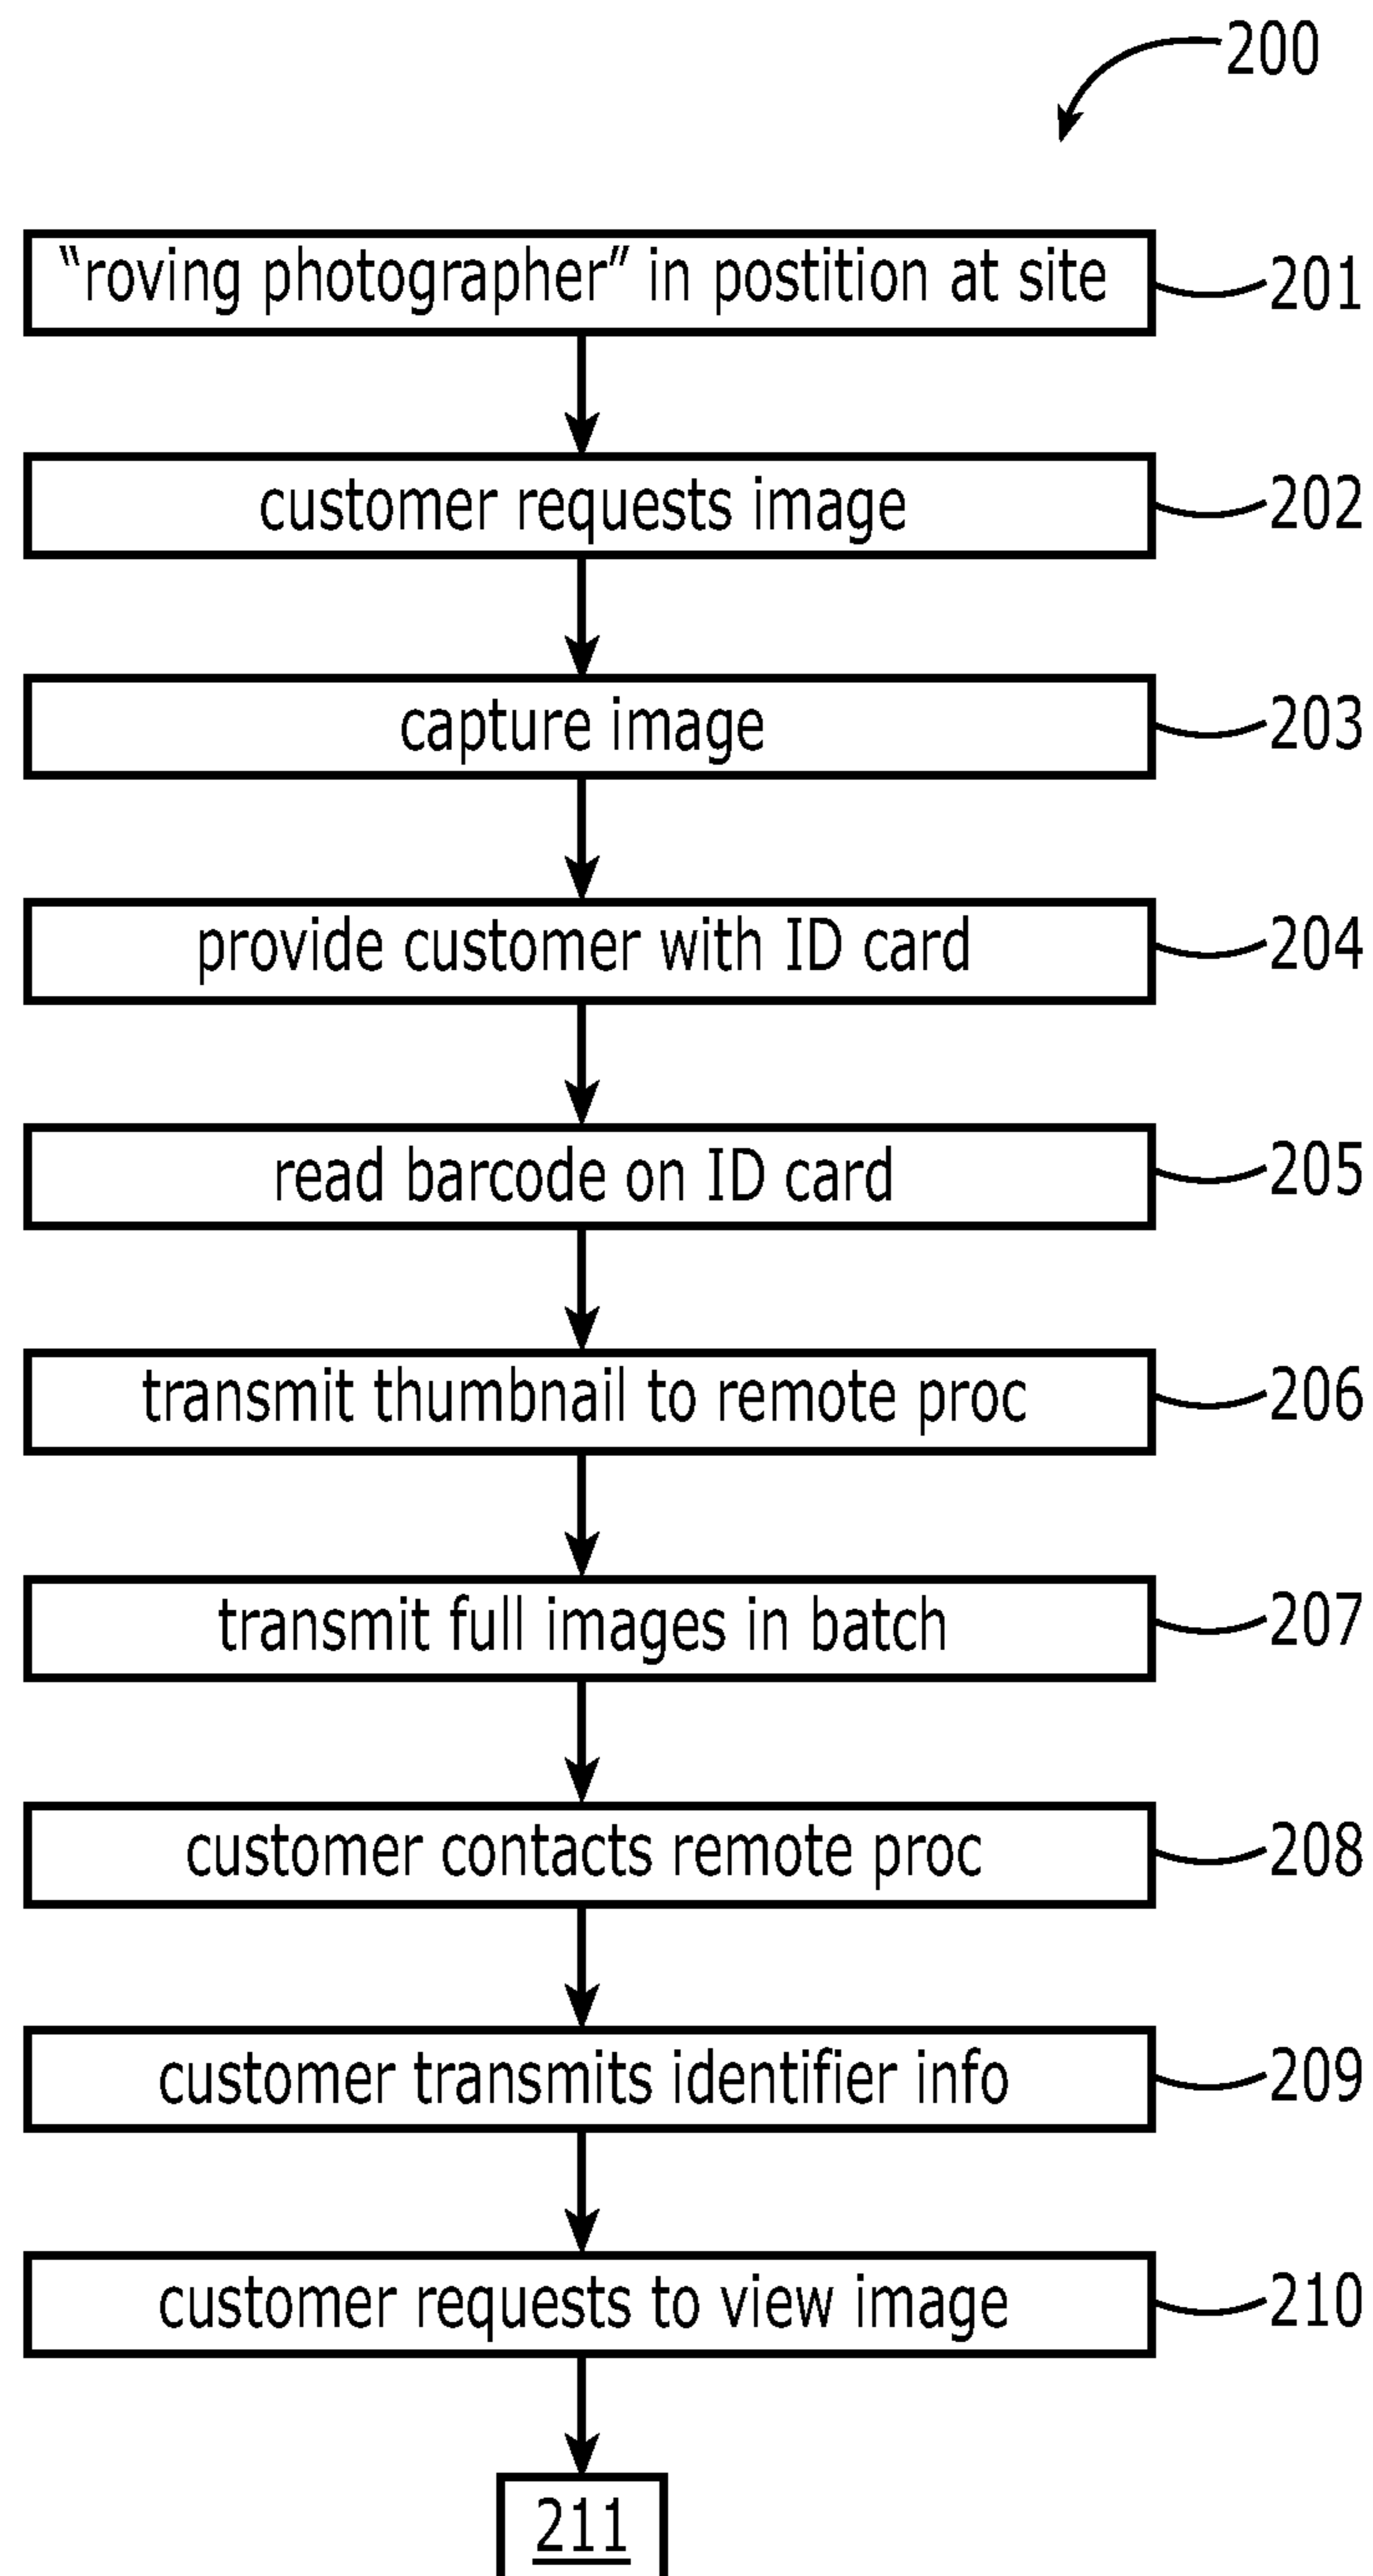 200
“roving photographer” in postition at site 201
customer requests image 202
capture image 203
provide customer with ID card 204
read barcode on ID card 205
transmit thumbnail to remote proc 206
transmit full images in batch 207
customer contacts remote proc 208
customer transmits identifier info 209
customer requests to view image 210
211